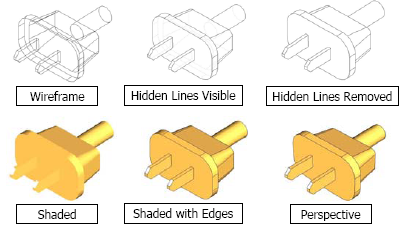 Wireframe
Hidden Lines Visible
Hidden Lines Removed
Shaded
Shaded with Edges
Perspective